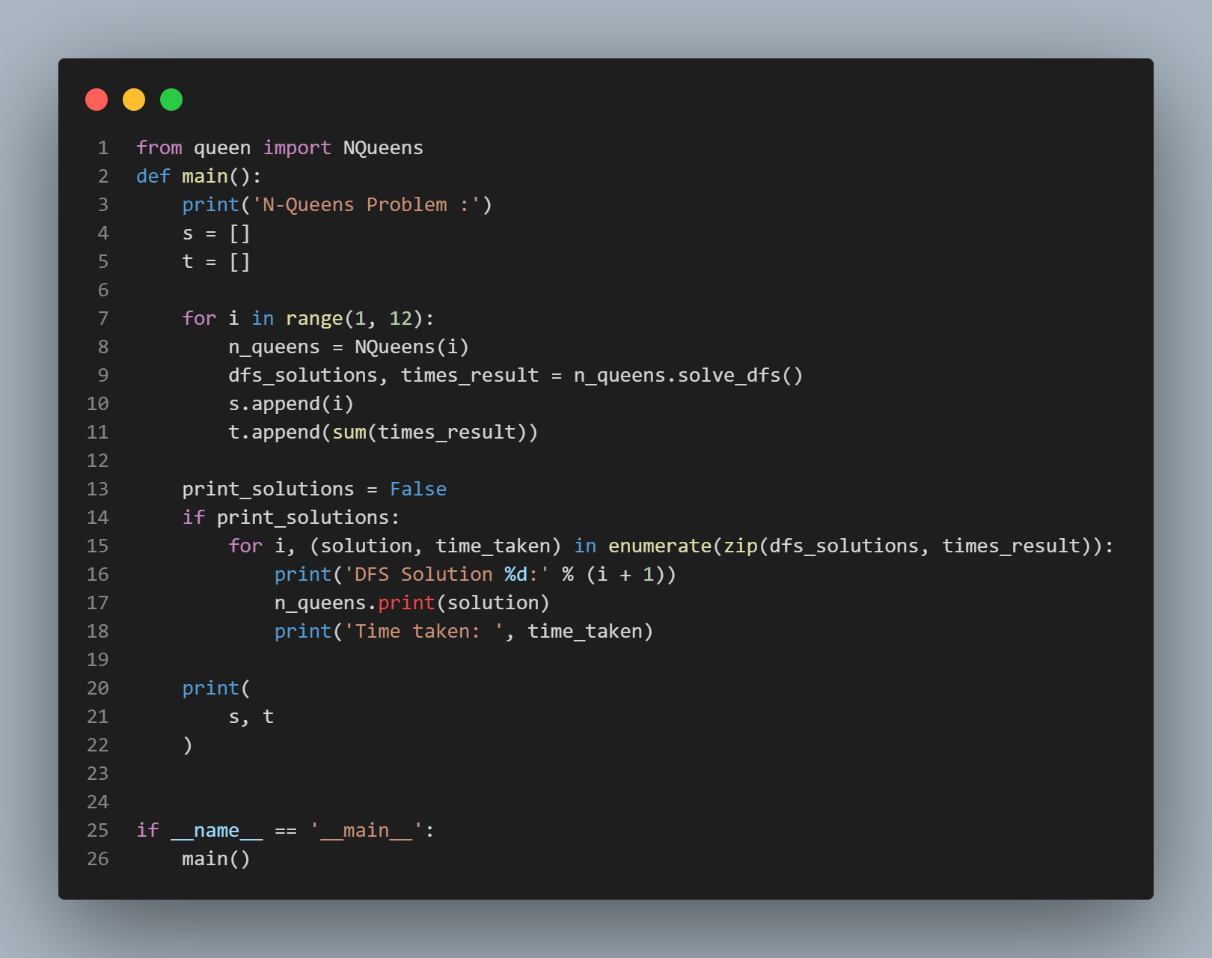 1 from queen import NQueens
2 def main():
3     print('N-Queens Problem :')
4     s = []
5     t = []
6
7     for i in range(1, 12):
8         n_queens = NQueens(i)
9         dfs_solutions, times_result = n_queens.solve_dfs()
10         s.append(i)
11         t.append(sum(times_result))
12
13     print_solutions = False
14     if print_solutions:
15         for i, (solution, time_taken) in enumerate(zip(dfs_solutions, times_result)):
16             print('DFS Solution %d:' % (i + 1))
17             n_queens.print(solution)
18             print('Time taken: ', time_taken)
19
20     print(
21         s, t
22     )
23
24
25 if __name__ == '__main__':
26     main()